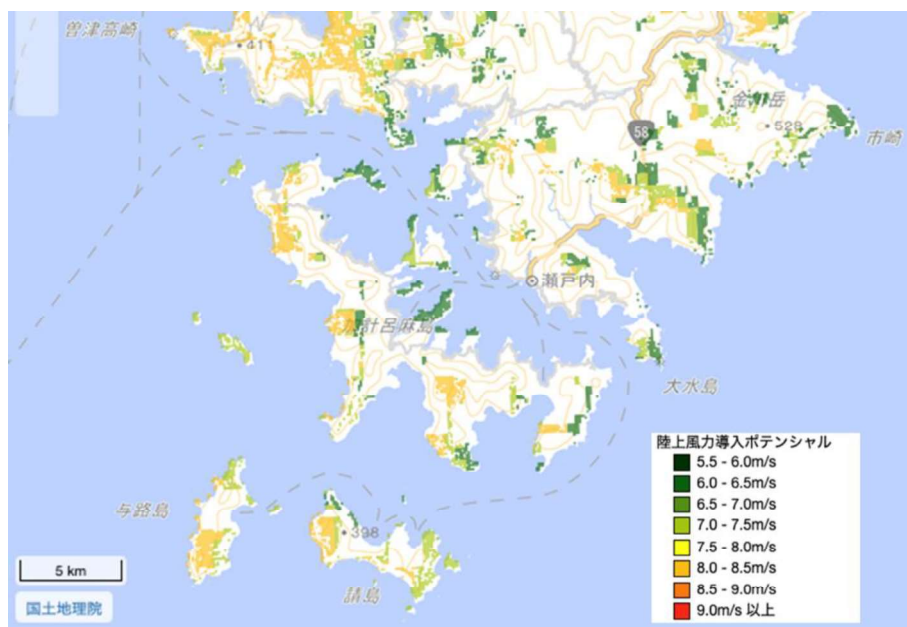 曽津高崎
411
金川岳
528
58
市崎
瀬戸内
加計呂麻島
大水島
与路島
398
請島
陸上風力導入ポテンシャル
5.5 - 6.0m/s
6.0 - 6.5m/s
6.5 - 7.0m/s
7.0 - 7.5m/s
7.5 - 8.0m/s
8.0 - 8.5m/s
8.5 - 9.0m/s
9.0m/s 以上
5 km
国土地理院